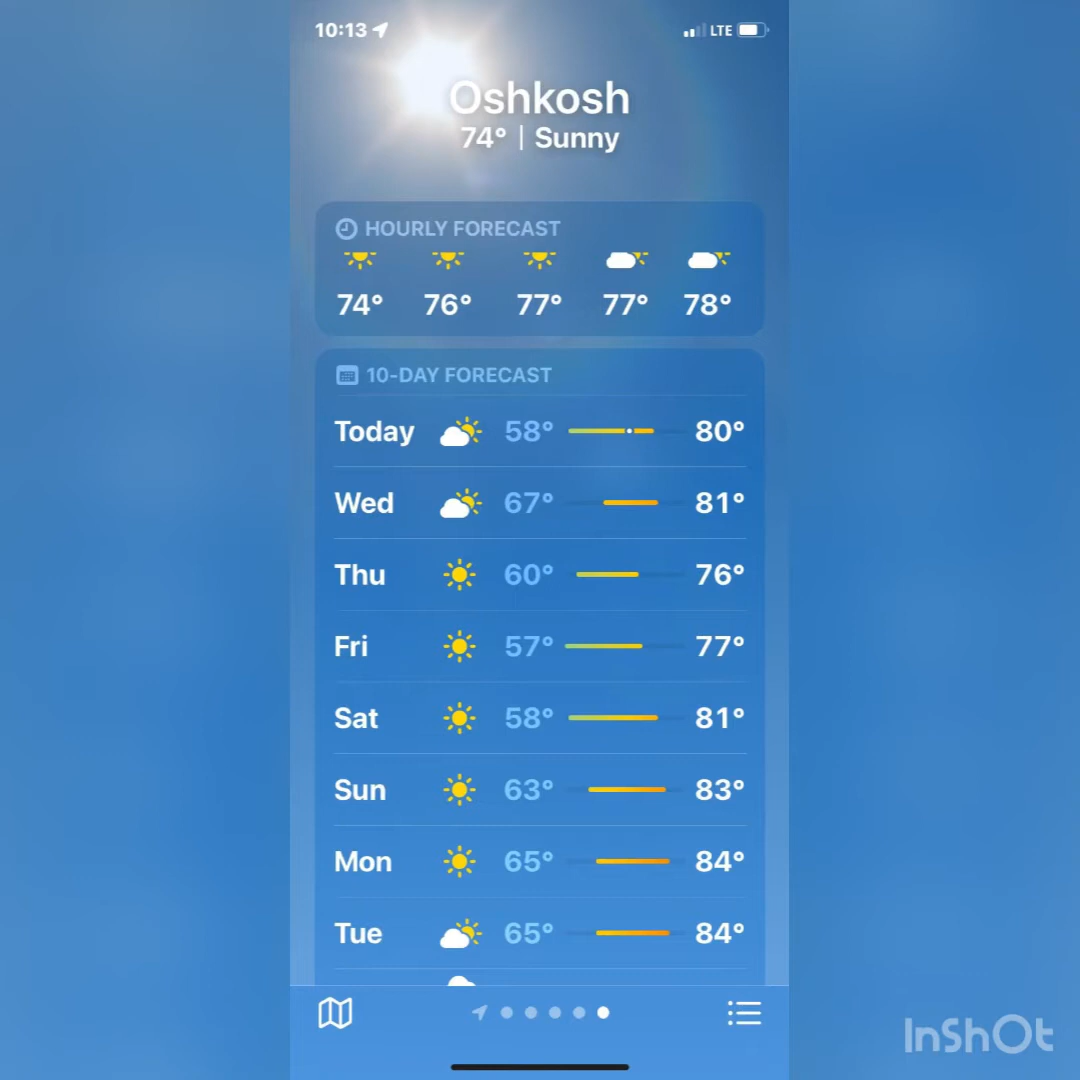 10:13 LTE
Oshkosh
74° | Sunny
HOURLY FORECAST
74° 76° 77° 77° 78°
10-DAY FORECAST
Today 58° 80°
Wed 67° 81°
Thu 60° 76°
Fri 57° 77°
Sat 58° 81°
Sun 63° 83°
Mon 65° 84°
Tue 65° 84°
InShOt